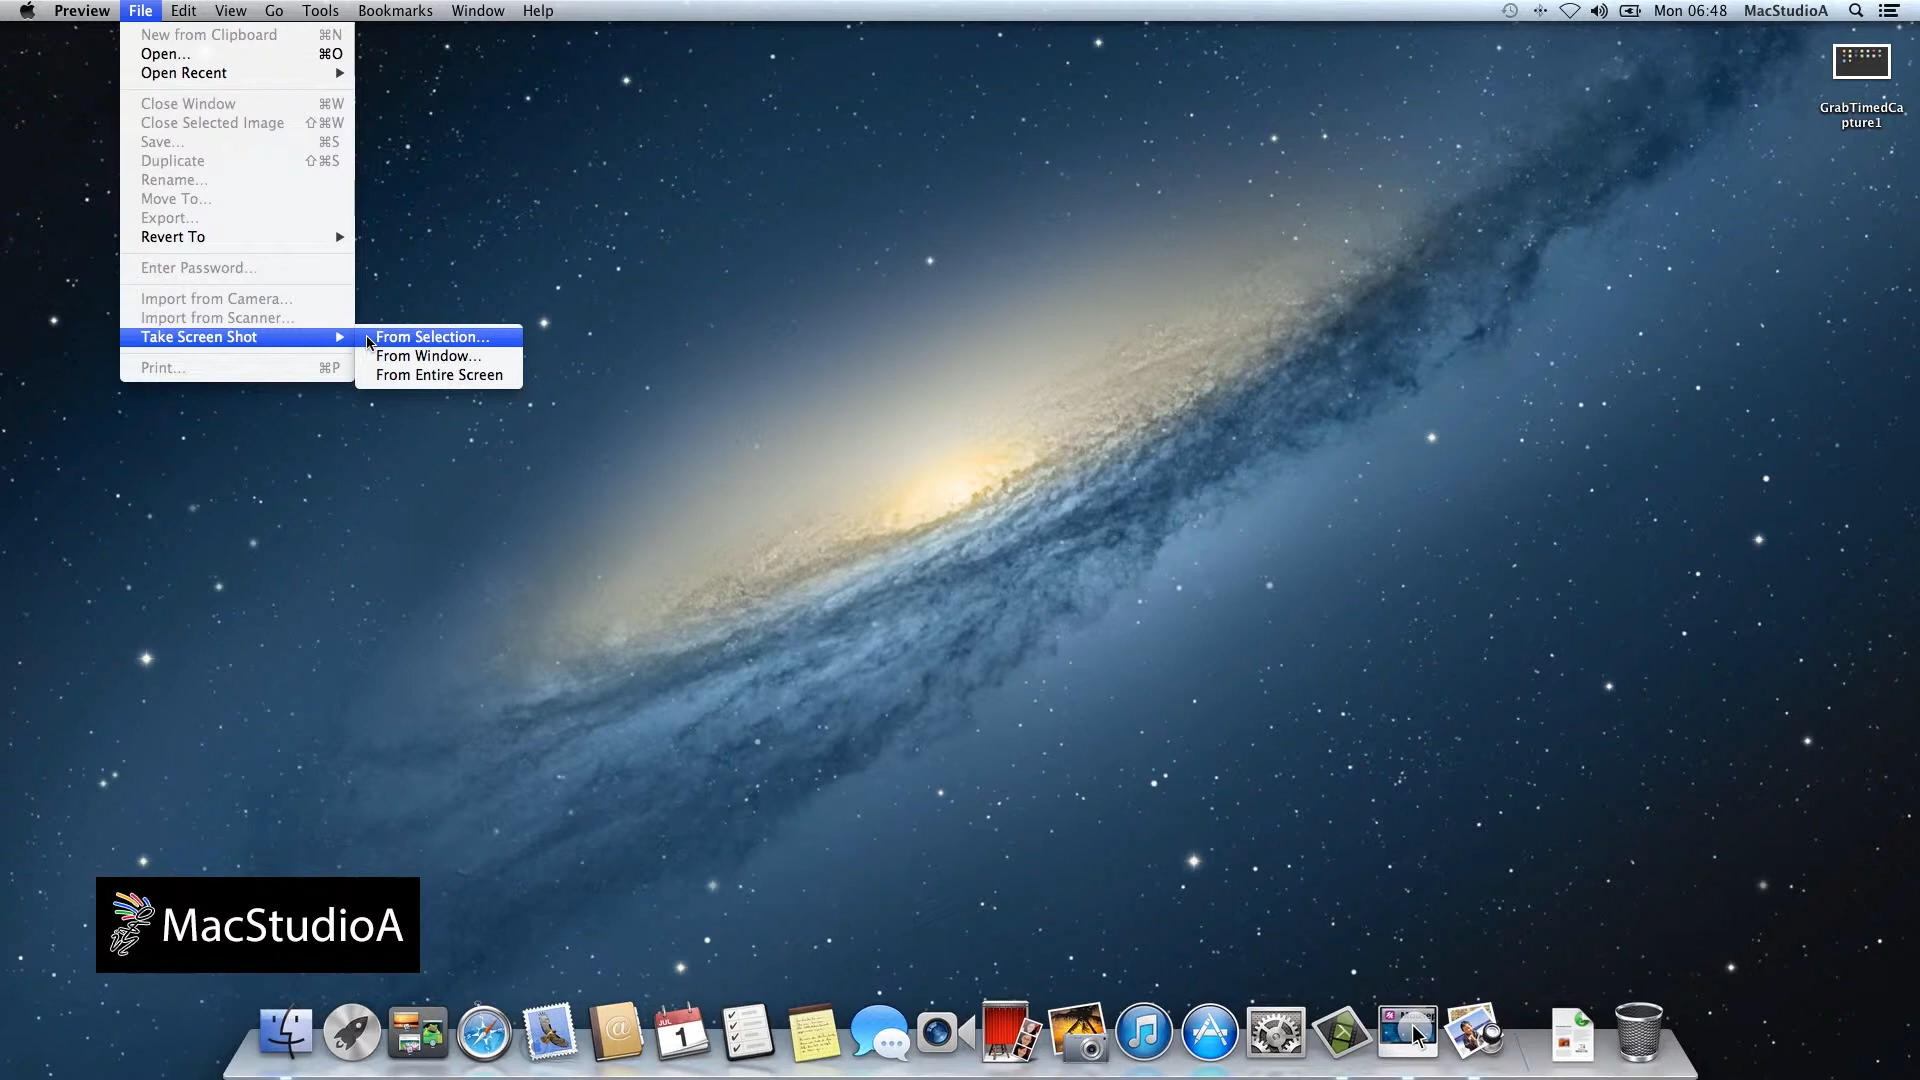 Preview File Edit View Go Tools Bookmarks Window Help Mon 06:48 MacStudioA
New from Clipboard ⌘N
Open... ⌘O
Open Recent
Close Window ⌘W
Close Selected Image ⇧⌘W
Save... ⌘S
Duplicate ⇧⌘S
Rename...
Move To...
Export...
Revert To
Enter Password...
Import from Camera...
Import from Scanner...
Take Screen Shot
Print... ⌘P
From Selection...
From Window...
From Entire Screen
GrabTimedCa
pture1
MacStudioA
JUL
1